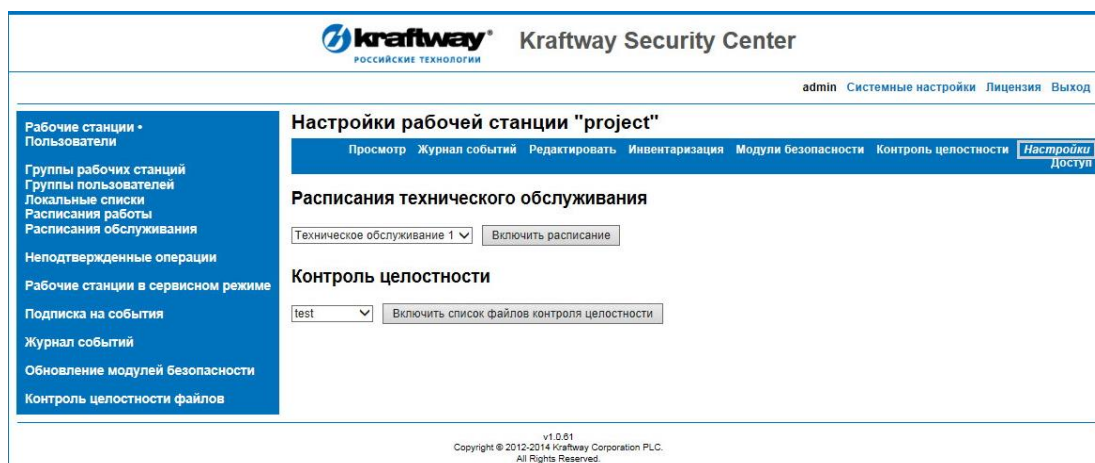 kraftway®
РОССИЙСКИЕ ТЕХНОЛОГИИ
Kraftway Security Center
admin Системные настройки Лицензия Выход
Рабочие станции •
Пользователи
Группы рабочих станций
Группы пользователей
Локальные списки
Расписания работы
Расписания обслуживания
Неподтвержденные операции
Рабочие станции в сервисном режиме
Подписка на события
Журнал событий
Обновление модулей безопасности
Контроль целостности файлов
Настройки рабочей станции "project"
Просмотр Журнал событий Редактировать Инвентаризация Модули безопасности Контроль целостности Настройки
Доступ
Расписания технического обслуживания
Техническое обслуживание 1 Включить расписание
Контроль целостности
test Включить список файлов контроля целостности
v1.0.61
Copyright © 2012-2014 Kraftway Corporation PLC.
All Rights Reserved.